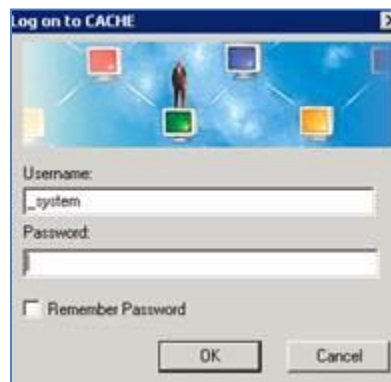 Log on to CACHE
Username:
_system
Password:
Remember Password
OK
Cancel